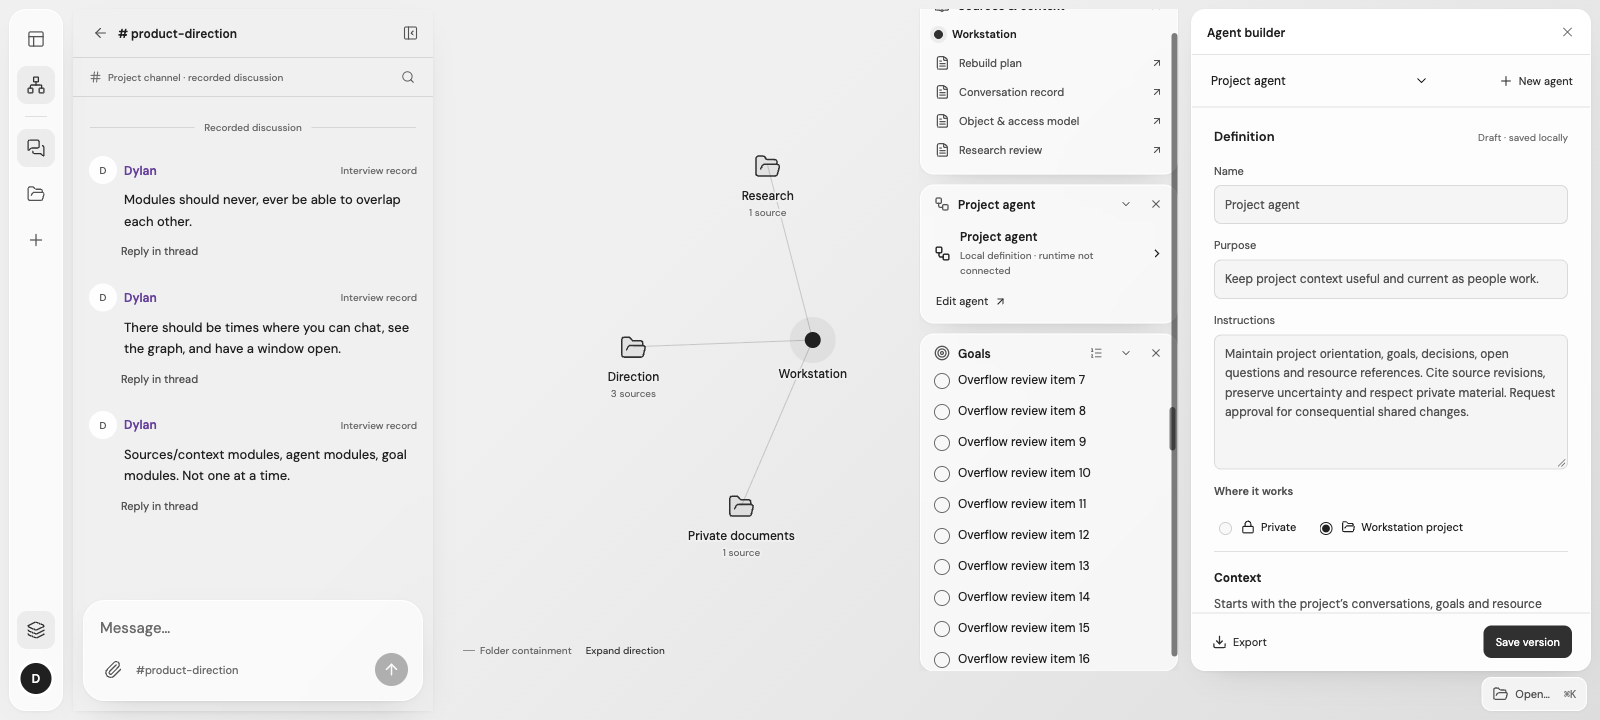 # product-direction
Project channel · recorded discussion
Recorded discussion
D
Dylan
Interview record
Modules should never, ever be able to overlap
each other.
Reply in thread
D
Dylan
Interview record
There should be times where you can chat, see
the graph, and have a window open.
Reply in thread
D
Dylan
Interview record
Sources/context modules, agent modules, goal
modules. Not one at a time.
Reply in thread
Message...
#product-direction
D
Research
1 source
Direction
3 sources
Workstation
Private documents
1 source
Folder containment
Expand direction
Sources & context
Workstation
Rebuild plan
Conversation record
Object & access model
Research review
Project agent
Project agent
Local definition · runtime not
connected
Edit agent
Goals
Overflow review item 7
Overflow review item 8
Overflow review item 9
Overflow review item 10
Overflow review item 11
Overflow review item 12
Overflow review item 13
Overflow review item 14
Overflow review item 15
Overflow review item 16
Agent builder
Project agent
New agent
Definition
Draft · saved locally
Name
Project agent
Purpose
Keep project context useful and current as people work.
Instructions
Maintain project orientation, goals, decisions, open
questions and resource references. Cite source revisions,
preserve uncertainty and respect private material. Request
approval for consequential shared changes.
Where it works
Private
Workstation project
Context
Starts with the project's conversations, goals and resource
Export
Save version
Open... ⌘K